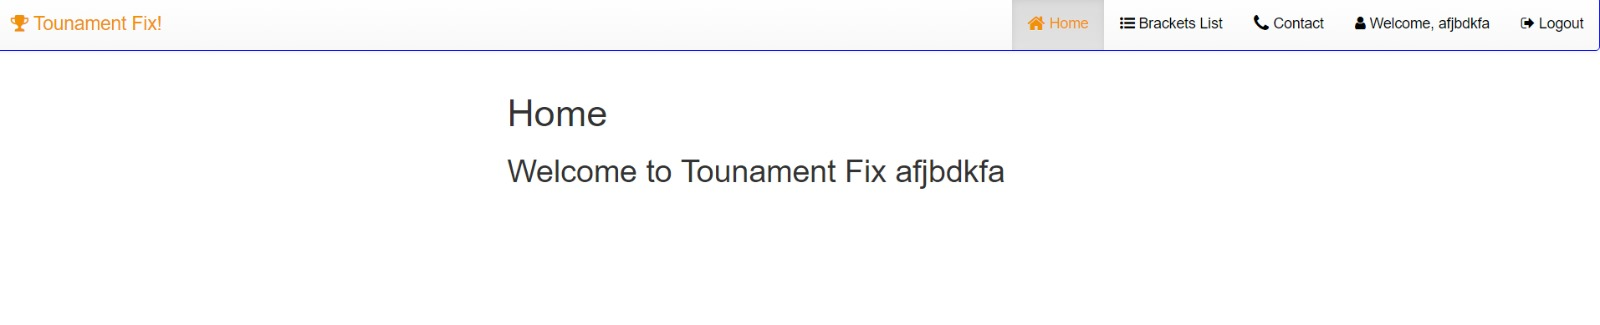 Tounament Fix!
Home
Brackets List
Contact
Welcome, afjbdkfa
Logout
Home
Welcome to Tounament Fix afjbdkfa